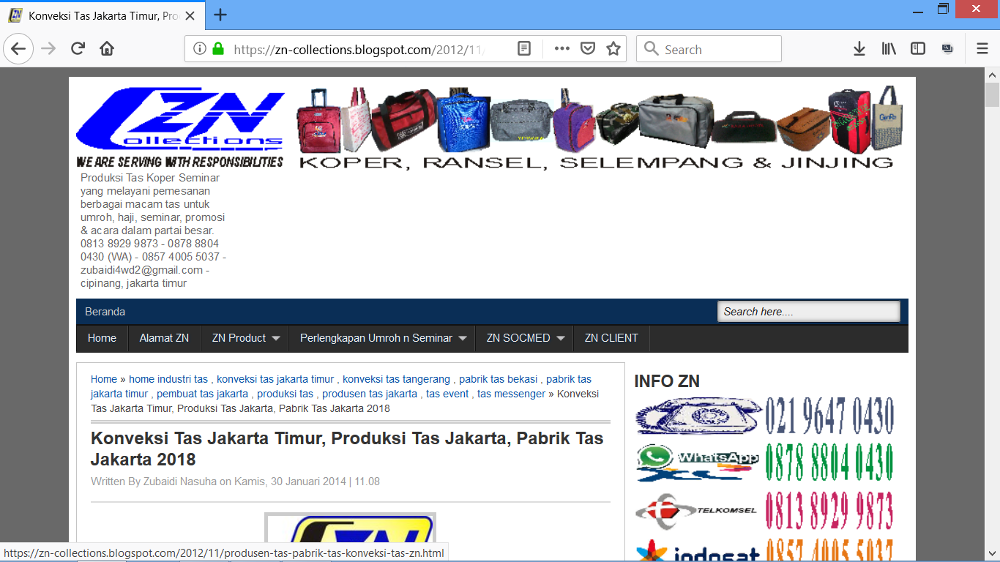 Konveksi Tas Jakarta Timur, Pro
https://zn-collections.blogspot.com/2012/11/
Search
ZN
Collections
WE ARE SERVING WITH RESPONSIBILITIES
KOPER, RANSEL, SELEMPANG & JINJING
Produksi Tas Koper Seminar
yang melayani pemesanan
berbagai macam tas untuk
umroh, haji, seminar, promosi
& acara dalam partai besar.
0813 8929 9873 - 0878 8804
0430 (WA) - 0857 4005 5037 -
zubaidi4wd2@gmail.com -
cipinang, jakarta timur
Beranda
Search here....
Home
Alamat ZN
ZN Product
Perlengkapan Umroh n Seminar
ZN SOCMED
ZN CLIENT
Home » home industri tas , konveksi tas jakarta timur , konveksi tas tangerang , pabrik tas bekasi , pabrik tas
jakarta timur , pembuat tas jakarta , produksi tas , produsen tas jakarta , tas event , tas messenger » Konveksi
Tas Jakarta Timur, Produksi Tas Jakarta, Pabrik Tas Jakarta 2018
Konveksi Tas Jakarta Timur, Produksi Tas Jakarta, Pabrik Tas
Jakarta 2018
Written By Zubaidi Nasuha on Kamis, 30 Januari 2014 | 11.08
ZN
INFO ZN
021 9647 0430
WhatsApp
0878 8804 0430
TELKOMSEL
0813 8929 9873
indosat
0857 4005 5037
https://zn-collections.blogspot.com/2012/11/produsen-tas-pabrik-tas-konveksi-tas-zn.html